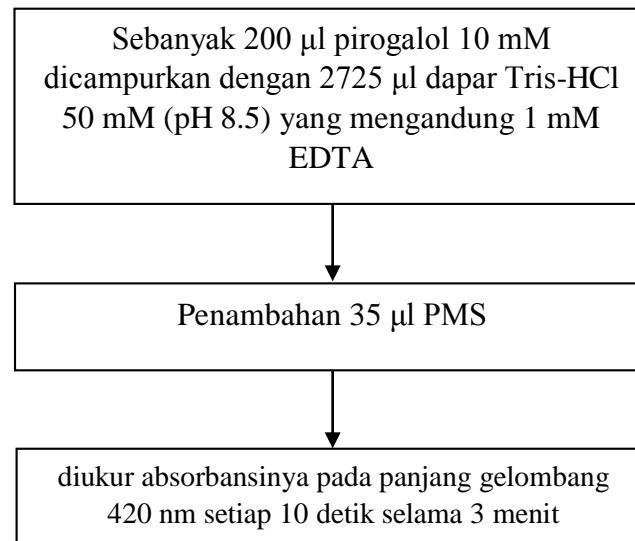 Sebanyak 200 µl pirogalol 10 mM
dicampurkan dengan 2725 µl dapar Tris-HCl
50 mM (pH 8.5) yang mengandung 1 mM
EDTA
Penambahan 35 µl PMS
diukur absorbansinya pada panjang gelombang
420 nm setiap 10 detik selama 3 menit